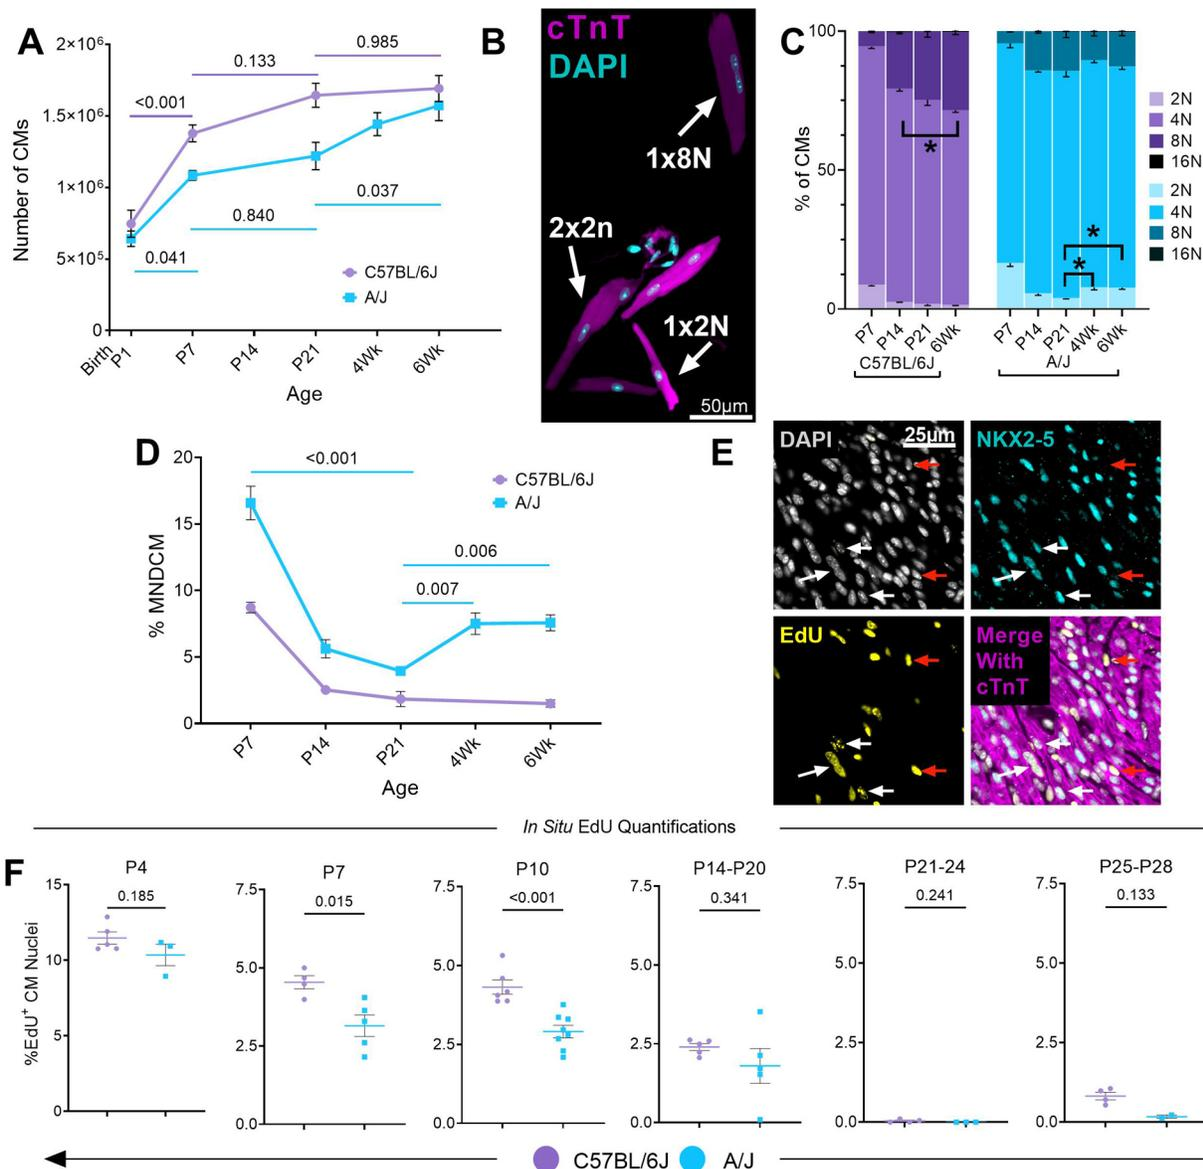 A
2×10⁶
1.5×10⁶
1×10⁶
5×10⁵
0
Number of CMs
<0.001
0.133
0.985
0.041
0.840
0.037
C57BL/6J
A/J
Birth
P1
P7
P14
P21
4Wk
6Wk
Age
B
cTnT
DAPI
1x8N
2x2n
1x2N
50µm
C
100
50
0
% of CMs
*
*
*
P7
P14
P21
6Wk
C57BL/6J
P7
P14
P21
4Wk
6Wk
A/J
2N
4N
8N
16N
2N
4N
8N
16N
D
20
15
10
5
0
% MNDCM
<0.001
0.006
0.007
C57BL/6J
A/J
P7
P14
P21
4Wk
6Wk
Age
E
DAPI
25µm
NKX2-5
EdU
Merge
With
cTnT
In Situ EdU Quantifications
F
%EdU⁺ CM Nuclei
P4
15
10
5
0
0.185
P7
7.5
5.0
2.5
0.0
0.015
P10
7.5
5.0
2.5
0.0
<0.001
P14-P20
7.5
5.0
2.5
0.0
0.341
P21-24
7.5
5.0
2.5
0.0
0.241
P25-P28
7.5
5.0
2.5
0.0
0.133
C57BL/6J
A/J